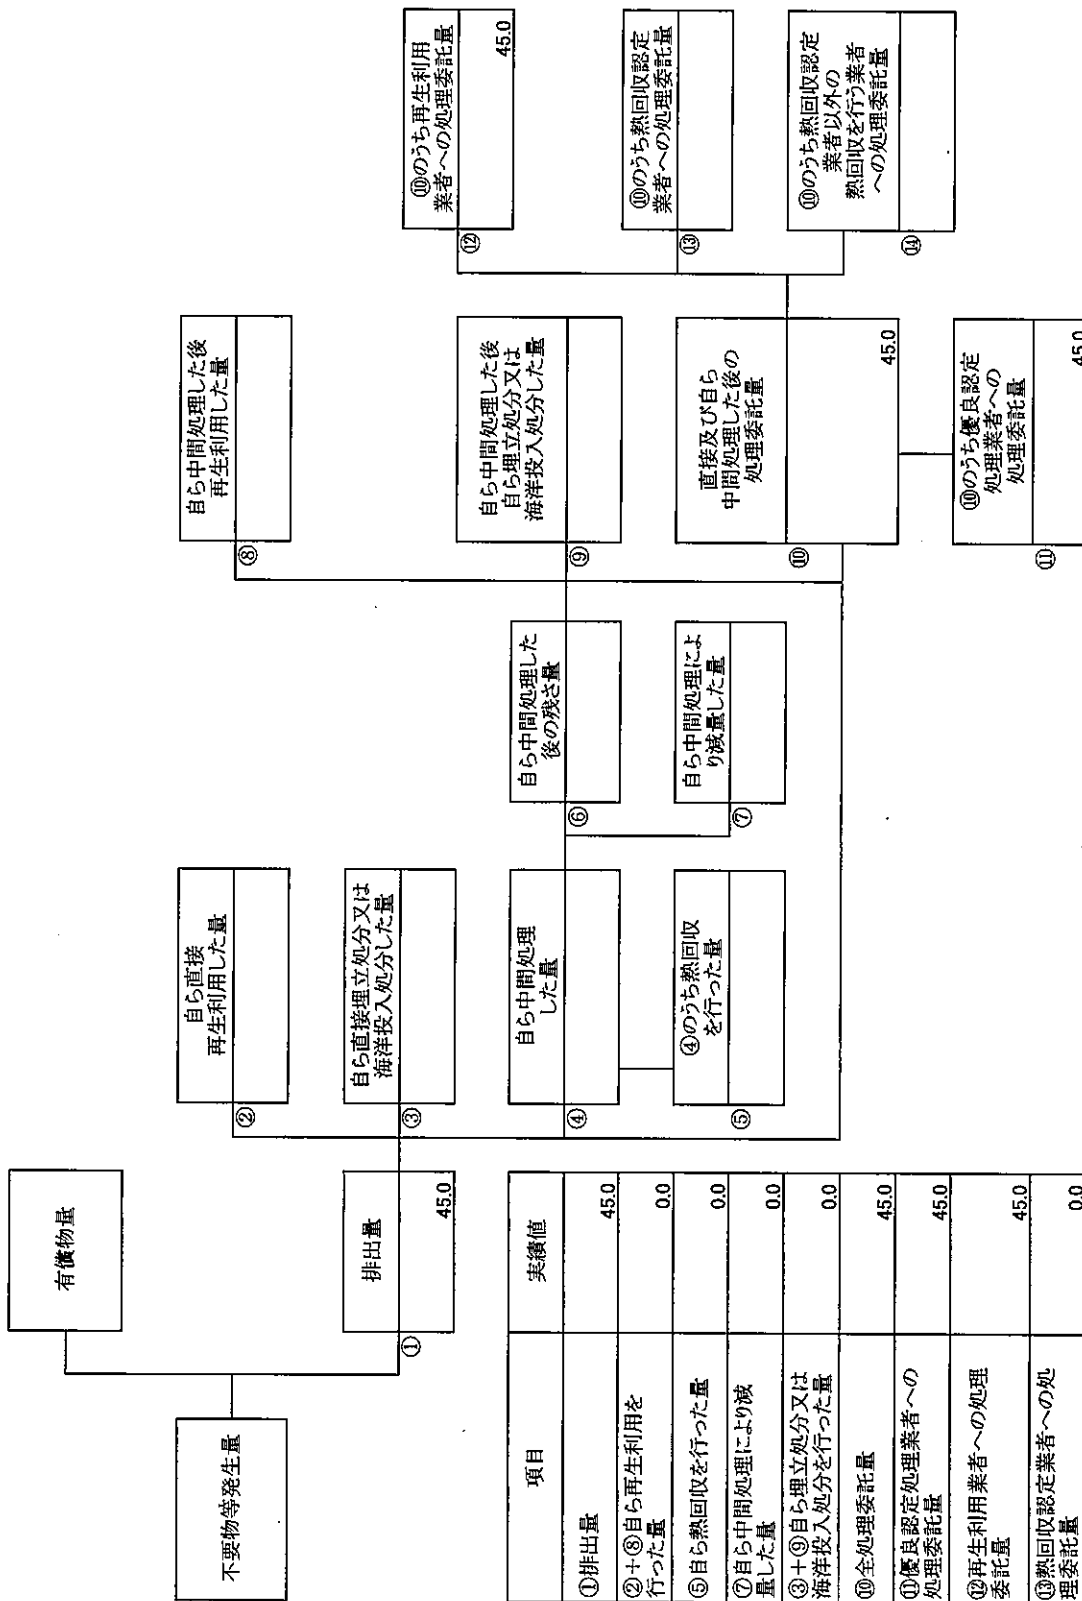 不要物等発生量
有償物量
排出量
①
45.0
自ら直接
再生利用した量
②
自ら直接埋立処分又は
海洋投入処分した量
③
自ら中間処理
した量
④
④のうち熱回収
を行った量
⑤
自ら中間処理した
後の残さ量
⑥
自ら中間処理によ
り減量した量
⑦
自ら中間処理した後
再生利用した量
⑧
自ら中間処理した後
自ら埋立処分又は
海洋投入処分した量
⑨
直接及び自ら
中間処理した後の
処理委託量
⑩
45.0
⑩のうち優良認定
処理業者への
処理委託量
⑪
45.0
⑩のうち再生利用
業者への処理委託量
⑫
45.0
⑩のうち熱回収認定
業者への処理委託量
⑬
⑩のうち熱回収認定
業者以外の
熱回収を行う業者
への処理委託量
⑭
項目 実績値
①排出量 45.0
②+⑧自ら再生利用を
行った量 0.0
⑤自ら熱回収を行った量 0.0
⑦自ら中間処理により減
量した量 0.0
③+⑨自ら埋立処分又は
海洋投入処分を行った量 0.0
⑩全処理委託量 45.0
⑪優良認定処理業者への
処理委託量 45.0
⑫再生利用業者への処理
委託量 45.0
⑬熱回収認定業者への処
理委託量 0.0